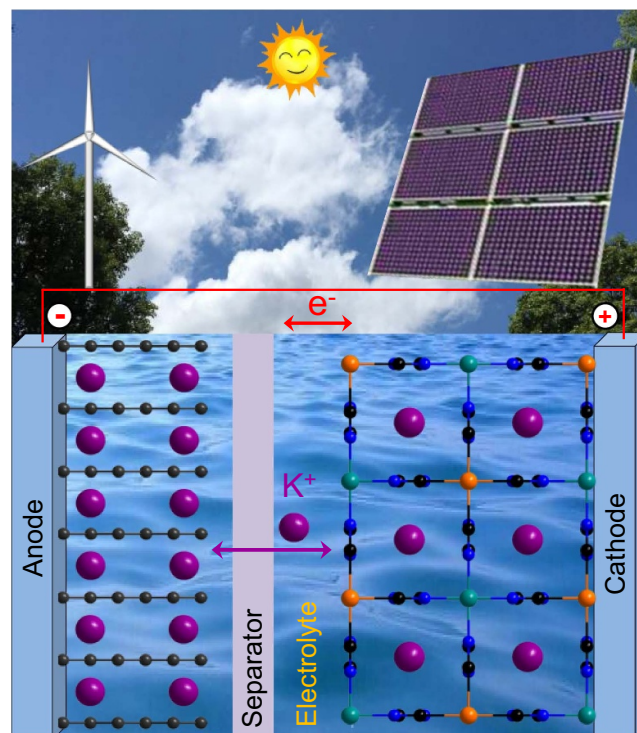 e-
-
+
K+
Anode
Separator
Electrolyte
Cathode